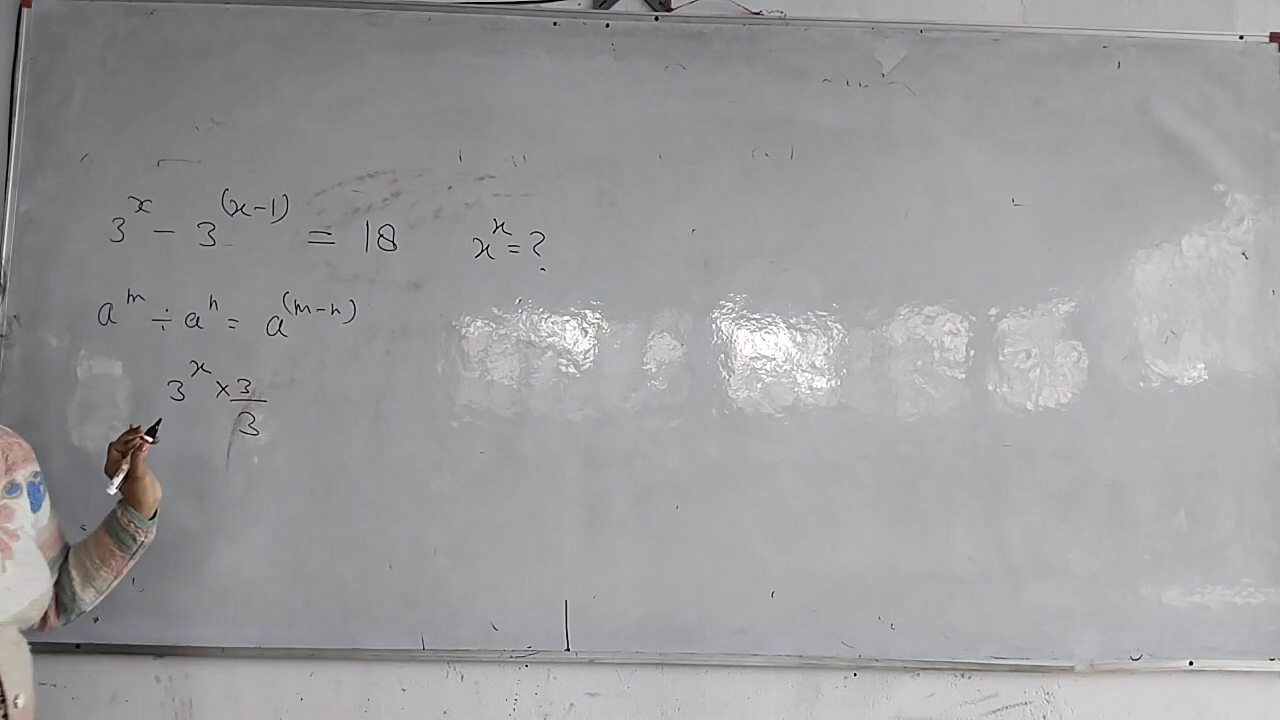 3^x - 3^(x-1) = 18    x^x = ?
a^m ÷ a^n = a^(m-n)
3^x × 3/3